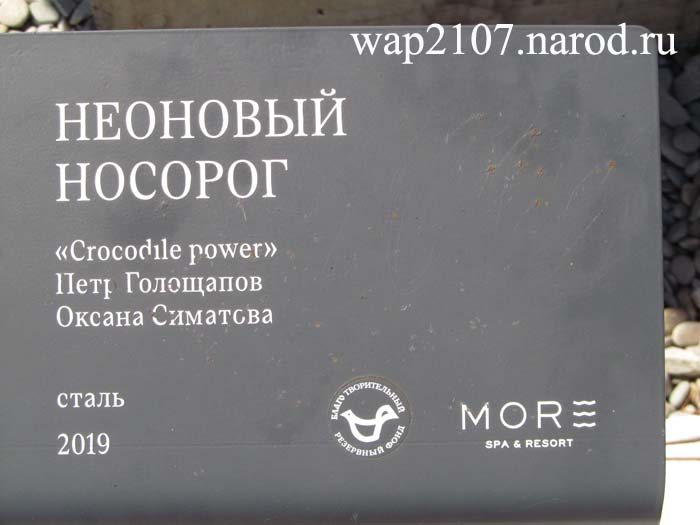 wap2107.narod.ru
НЕОНОВЫЙ
НОСОРОГ
«Crocodile power»
Петр Голощапов
Оксана Симатова
сталь
2019
БЛАГОТВОРИТЕЛЬНЫЙ
РЕЗЕРВНЫЙ ФОНД
MORE
SPA & RESORT